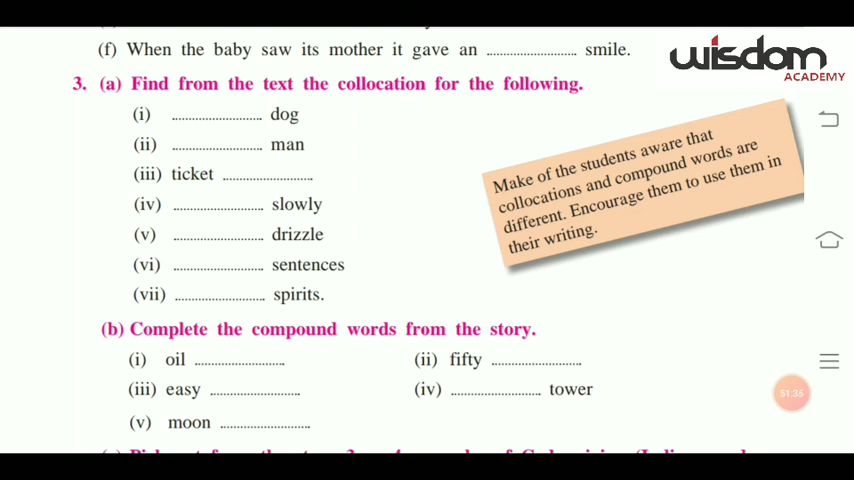 (f) When the baby saw its mother it gave an ........................... smile.
wisdom
ACADEMY
3. (a) Find from the text the collocation for the following.
(i) ........................... dog
(ii) ........................... man
(iii) ticket ...........................
(iv) ........................... slowly
(v) ........................... drizzle
(vi) ........................... sentences
(vii) ........................... spirits.
Make of the students aware that
collocations and compound words are
different. Encourage them to use them in
their writing.
(b) Complete the compound words from the story.
(i) oil ...........................
(ii) fifty ...........................
(iii) easy ...........................
(iv) ........................... tower
(v) moon ...........................
51:35